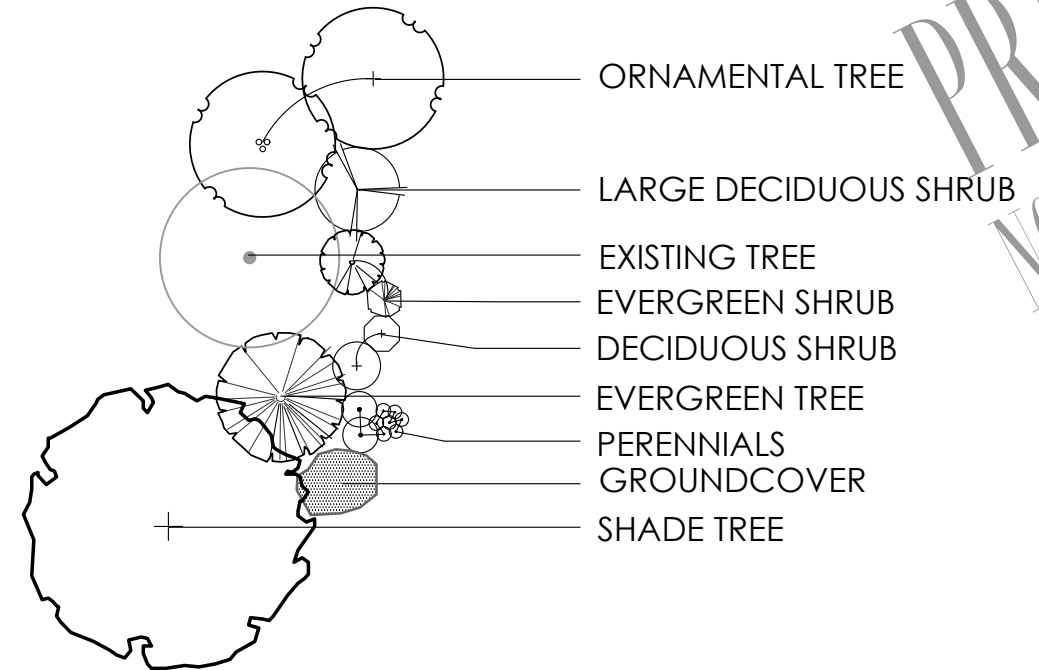 ORNAMENTAL TREE
LARGE DECIDUOUS SHRUB
EXISTING TREE
EVERGREEN SHRUB
DECIDUOUS SHRUB
EVERGREEN TREE
PERENNIALS
GROUNDCOVER
SHADE TREE